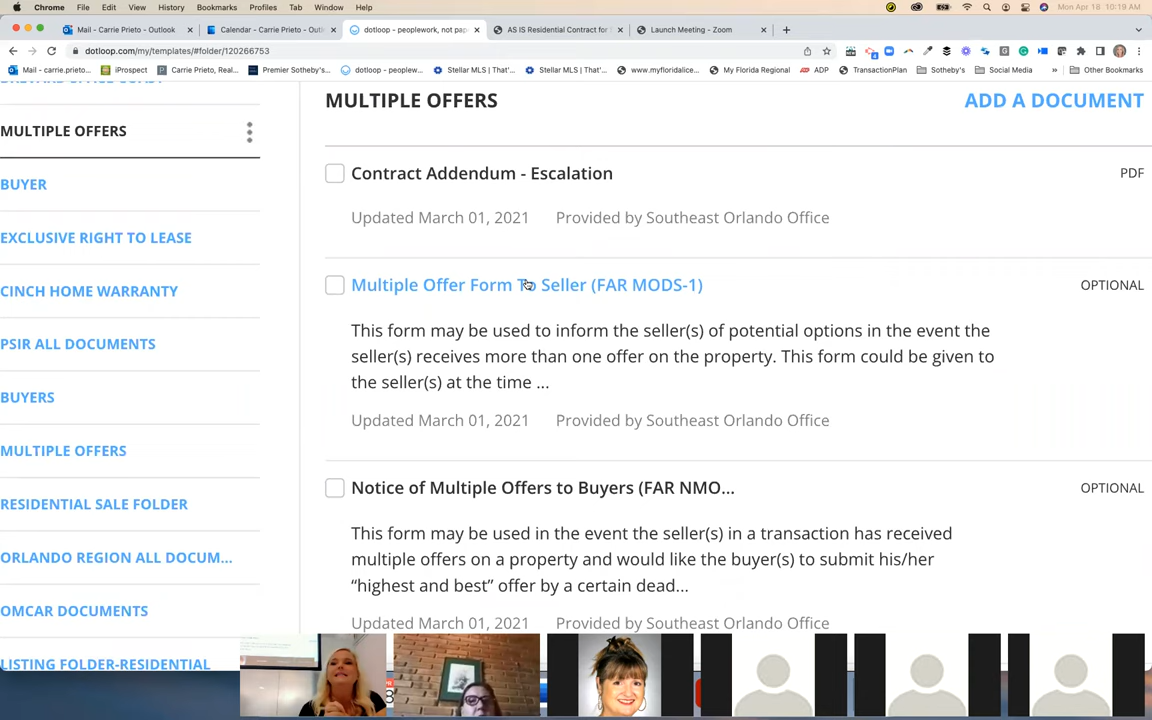 Chrome File Edit View History Bookmarks Profiles Tab Window Help Mon Apr 18 10:19 AM
Mail - Carrie Prieto - Outlook Calendar - Carrie Prieto - Outl dotloop - peoplework, not pap AS IS Residential Contract for Launch Meeting - Zoom
dotloop.com/my/templates/#folder/120266753
Mail - carrie.prieto... iProspect Carrie Prieto, Real... Premier Sotheby's... dotloop - peoplew... Stellar MLS | That'... Stellar MLS | That'... www.myfloridalice... My Florida Regional ADP TransactionPlan Sotheby's Social Media Other Bookmarks
MULTIPLE OFFERS
BUYER
EXCLUSIVE RIGHT TO LEASE
CINCH HOME WARRANTY
PSIR ALL DOCUMENTS
BUYERS
MULTIPLE OFFERS
RESIDENTIAL SALE FOLDER
ORLANDO REGION ALL DOCUM...
OMCAR DOCUMENTS
LISTING FOLDER-RESIDENTIAL
MULTIPLE OFFERS ADD A DOCUMENT
Contract Addendum - Escalation PDF
Updated March 01, 2021 Provided by Southeast Orlando Office
Multiple Offer Form To Seller (FAR MODS-1) OPTIONAL
This form may be used to inform the seller(s) of potential options in the event the
seller(s) receives more than one offer on the property. This form could be given to
the seller(s) at the time ...
Updated March 01, 2021 Provided by Southeast Orlando Office
Notice of Multiple Offers to Buyers (FAR NMO... OPTIONAL
This form may be used in the event the seller(s) in a transaction has received
multiple offers on a property and would like the buyer(s) to submit his/her
“highest and best” offer by a certain dead...
Updated March 01, 2021 Provided by Southeast Orlando Office